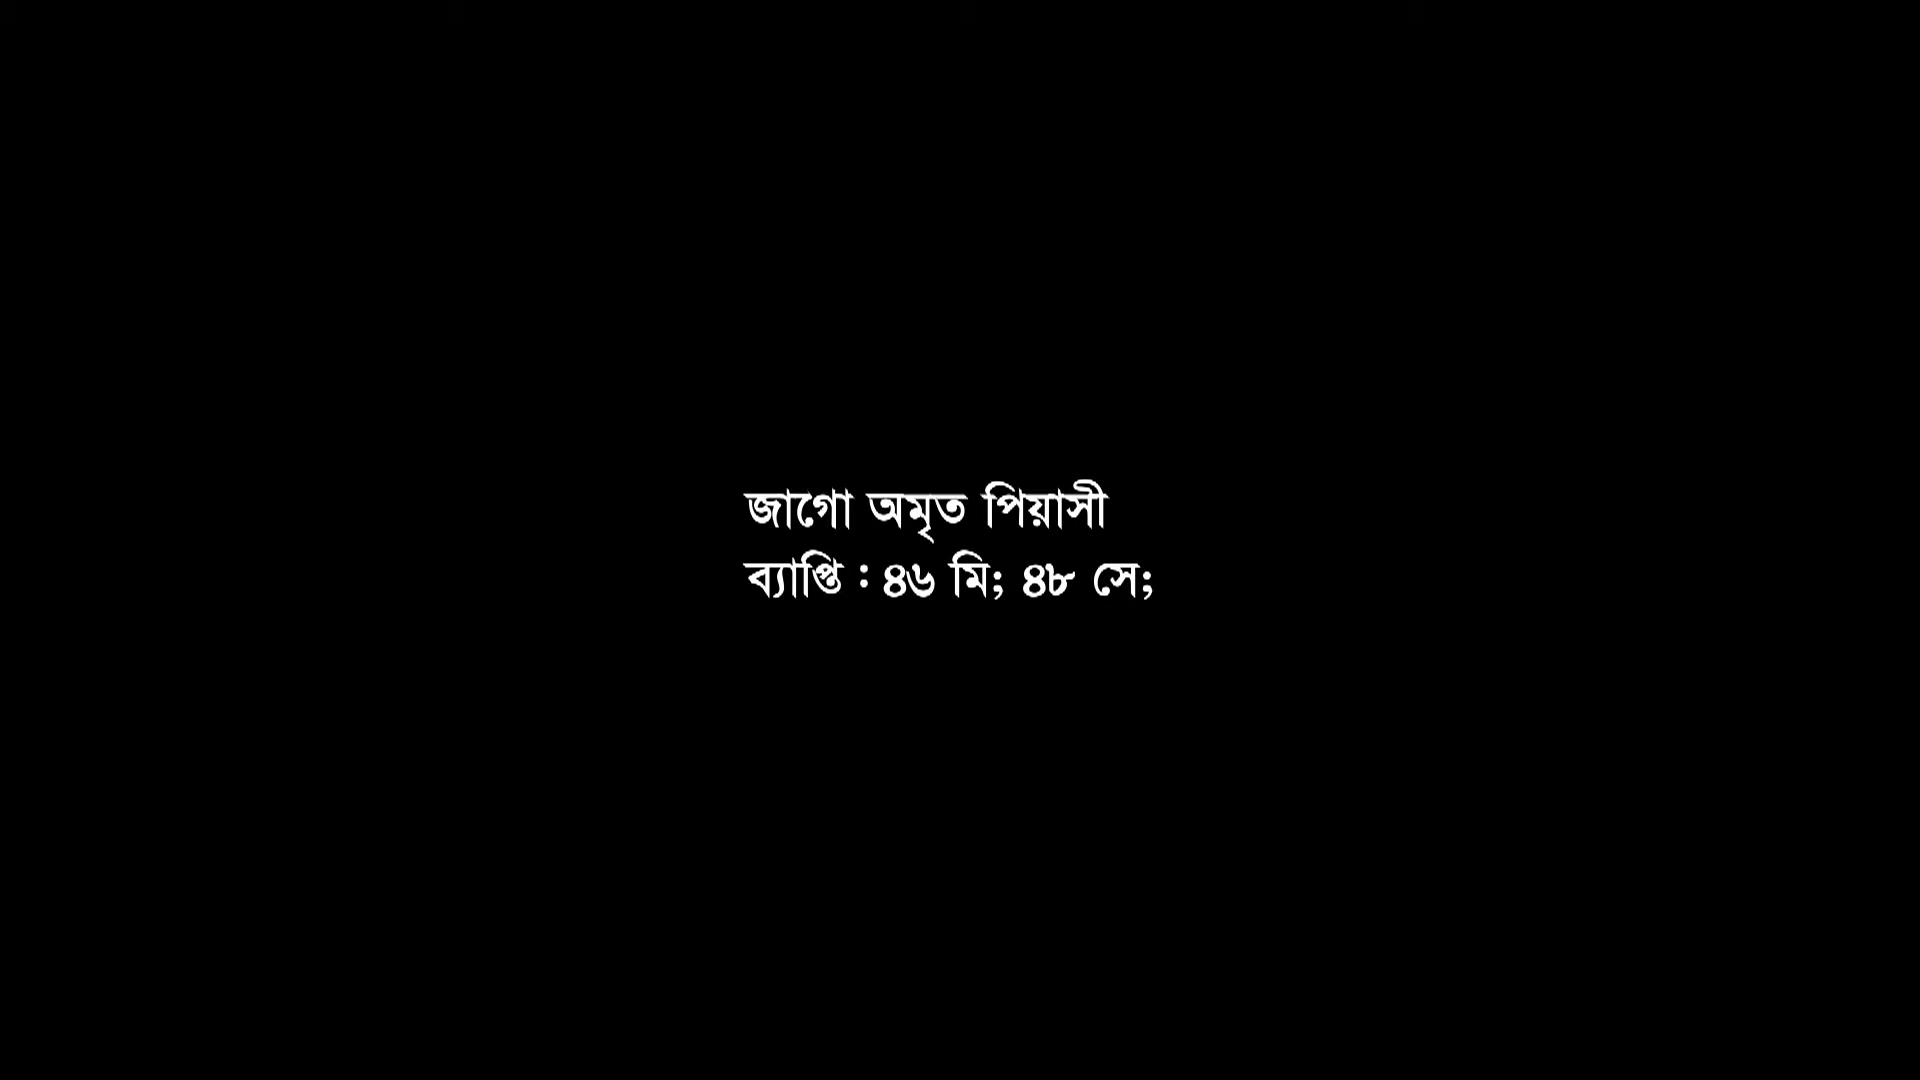 জাগো অমৃত পিয়াসী
ব্যাপ্তি : ৪৬ মি; ৪৮ সে;